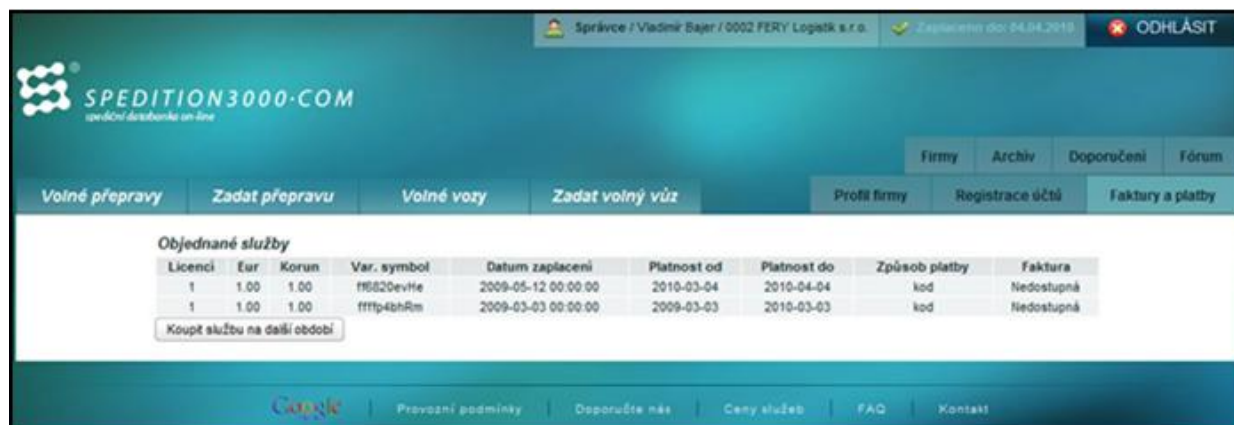 Správce / Vladimír Bajer / 0002 FERY Logistik s.r.o. Zaplaceno do: 04.04.2010 ODHLÁSIT
SPEDITION3000·COM
spediční databanka on-line
Firmy Archiv Doporučení Fórum
Volné přepravy Zadat přepravu Volné vozy Zadat volný vůz Profil firmy Registrace účtů Faktury a platby
Objednané služby
Licencí Eur Korun Var. symbol Datum zaplacení Platnost od Platnost do Způsob platby Faktura
1 1.00 1.00 ff6820evHe 2009-05-12 00:00:00 2010-03-04 2010-04-04 kod Nedostupná
1 1.00 1.00 ffffp4bhRm 2009-03-03 00:00:00 2009-03-03 2010-03-03 kod Nedostupná
Koupit službu na další období
Google Provozní podmínky Doporučte nás Ceny služeb FAQ Kontakt